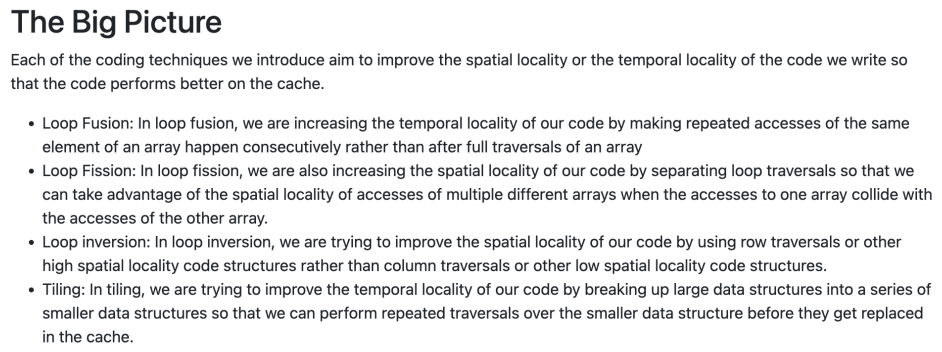 The Big Picture
Each of the coding techniques we introduce aim to improve the spatial locality or the temporal locality of the code we write so
that the code performs better on the cache.
• Loop Fusion: In loop fusion, we are increasing the temporal locality of our code by making repeated accesses of the same
element of an array happen consecutively rather than after full traversals of an array
• Loop Fission: In loop fission, we are also increasing the spatial locality of our code by separating loop traversals so that we
can take advantage of the spatial locality of accesses of multiple different arrays when the accesses to one array collide with
the accesses of the other array.
• Loop inversion: In loop inversion, we are trying to improve the spatial locality of our code by using row traversals or other
high spatial locality code structures rather than column traversals or other low spatial locality code structures.
• Tiling: In tiling, we are trying to improve the temporal locality of our code by breaking up large data structures into a series of
smaller data structures so that we can perform repeated traversals over the smaller data structure before they get replaced
in the cache.